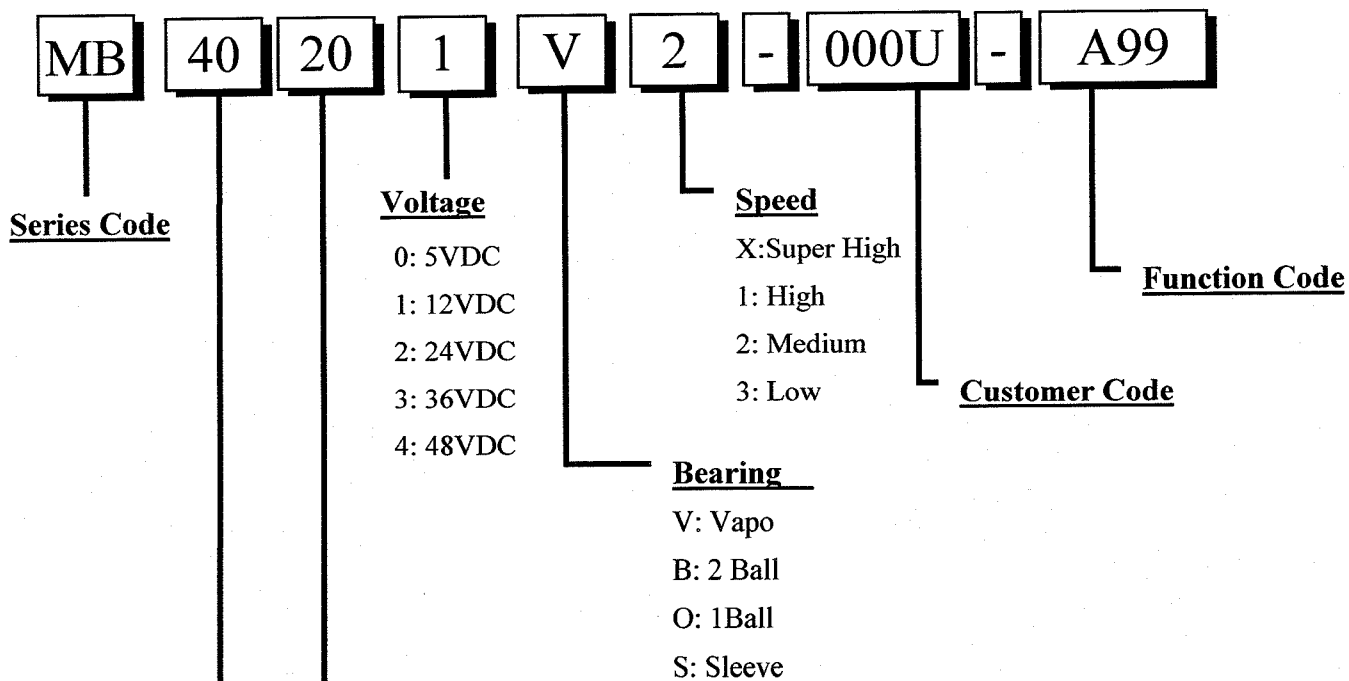 MB 40 20 1 V 2 - 000U - A99
Series Code
Voltage
0: 5VDC
1: 12VDC
2: 24VDC
3: 36VDC
4: 48VDC
Speed
X:Super High
1: High
2: Medium
3: Low
Function Code
Customer Code
Bearing
V: Vapo
B: 2 Ball
O: 1Ball
S: Sleeve